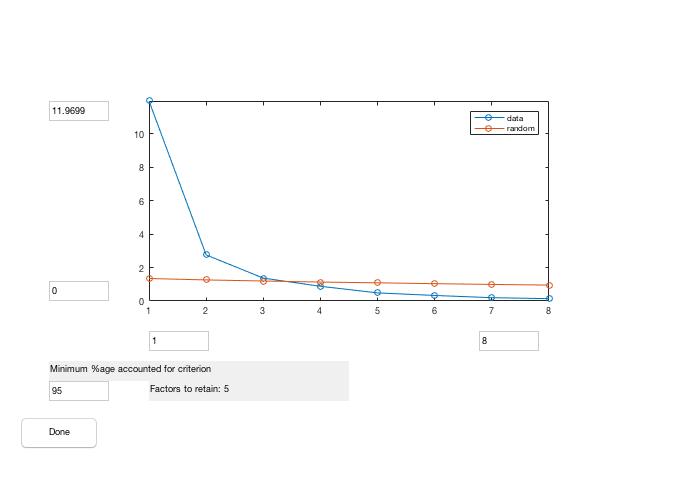 11.9699
data
random
10
8
6
4
2
0
0
1 2 3 4 5 6 7 8
1 8
Minimum %age accounted for criterion
95 Factors to retain: 5
Done